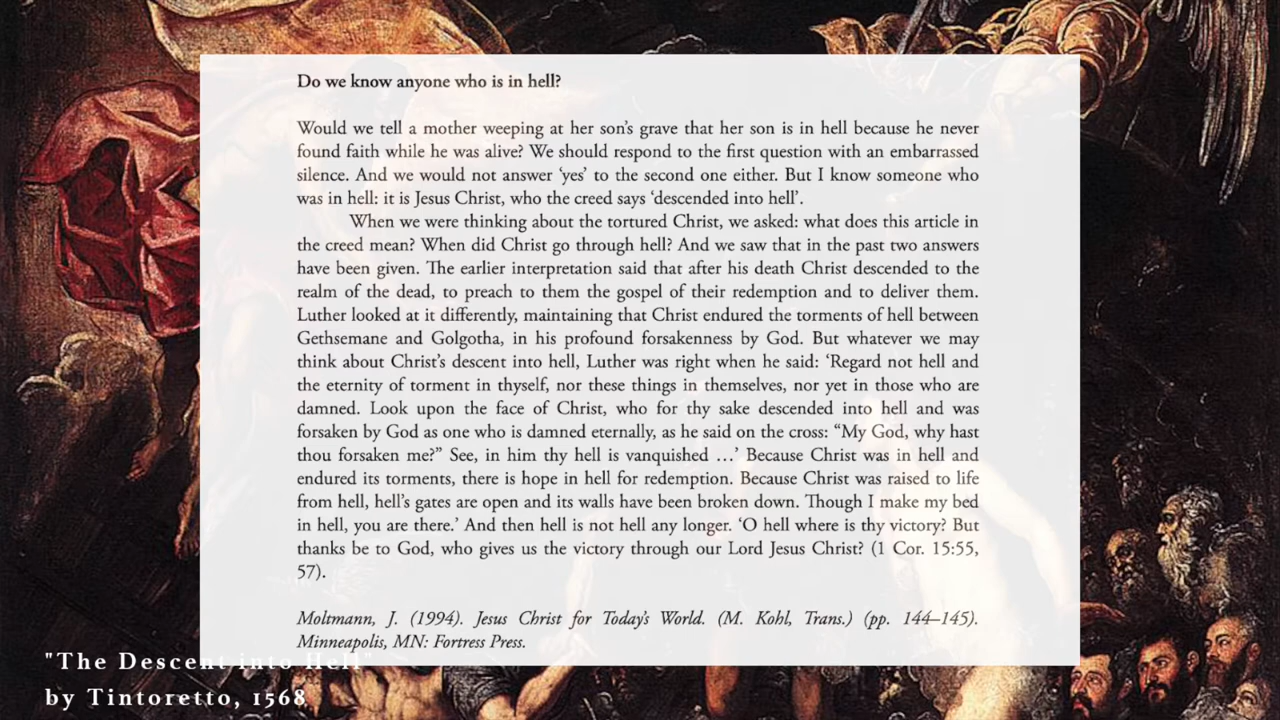 Do we know anyone who is in hell?
Would we tell a mother weeping at her son's grave that her son is in hell because he never
found faith while he was alive? We should respond to the first question with an embarrassed
silence. And we would not answer 'yes' to the second one either. But I know someone who
was in hell: it is Jesus Christ, who the creed says 'descended into hell'.
When we were thinking about the tortured Christ, we asked: what does this article in
the creed mean? When did Christ go through hell? And we saw that in the past two answers
have been given. The earlier interpretation said that after his death Christ descended to the
realm of the dead, to preach to them the gospel of their redemption and to deliver them.
Luther looked at it differently, maintaining that Christ endured the torments of hell between
Gethsemane and Golgotha, in his profound forsakenness by God. But whatever we may
think about Christ's descent into hell, Luther was right when he said: 'Regard not hell and
the eternity of torment in thyself, nor these things in themselves, nor yet in those who are
damned. Look upon the face of Christ, who for thy sake descended into hell and was
forsaken by God as one who is damned eternally, as he said on the cross: "My God, why hast
thou forsaken me?" See, in him thy hell is vanquished …' Because Christ was in hell and
endured its torments, there is hope in hell for redemption. Because Christ was raised to life
from hell, hell's gates are open and its walls have been broken down. Though I make my bed
in hell, you are there.' And then hell is not hell any longer. 'O hell where is thy victory? But
thanks be to God, who gives us the victory through our Lord Jesus Christ? (1 Cor. 15:55,
57).
Moltmann, J. (1994). Jesus Christ for Today's World. (M. Kohl, Trans.) (pp. 144–145).
Minneapolis, MN: Fortress Press.
"The Descent into Hell"
by Tintoretto, 1568